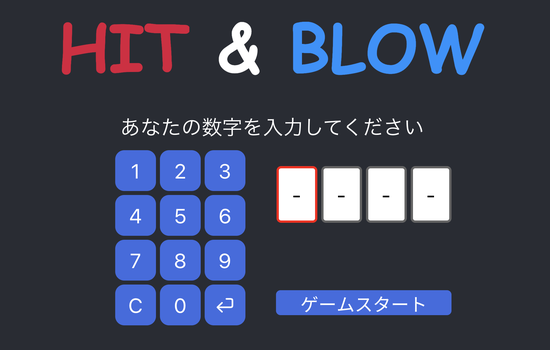 HIT & BLOW
あなたの数字を入力してください
1 2 3
- - - -
4 5 6
7 8 9
C 0 ⏎
ゲームスタート